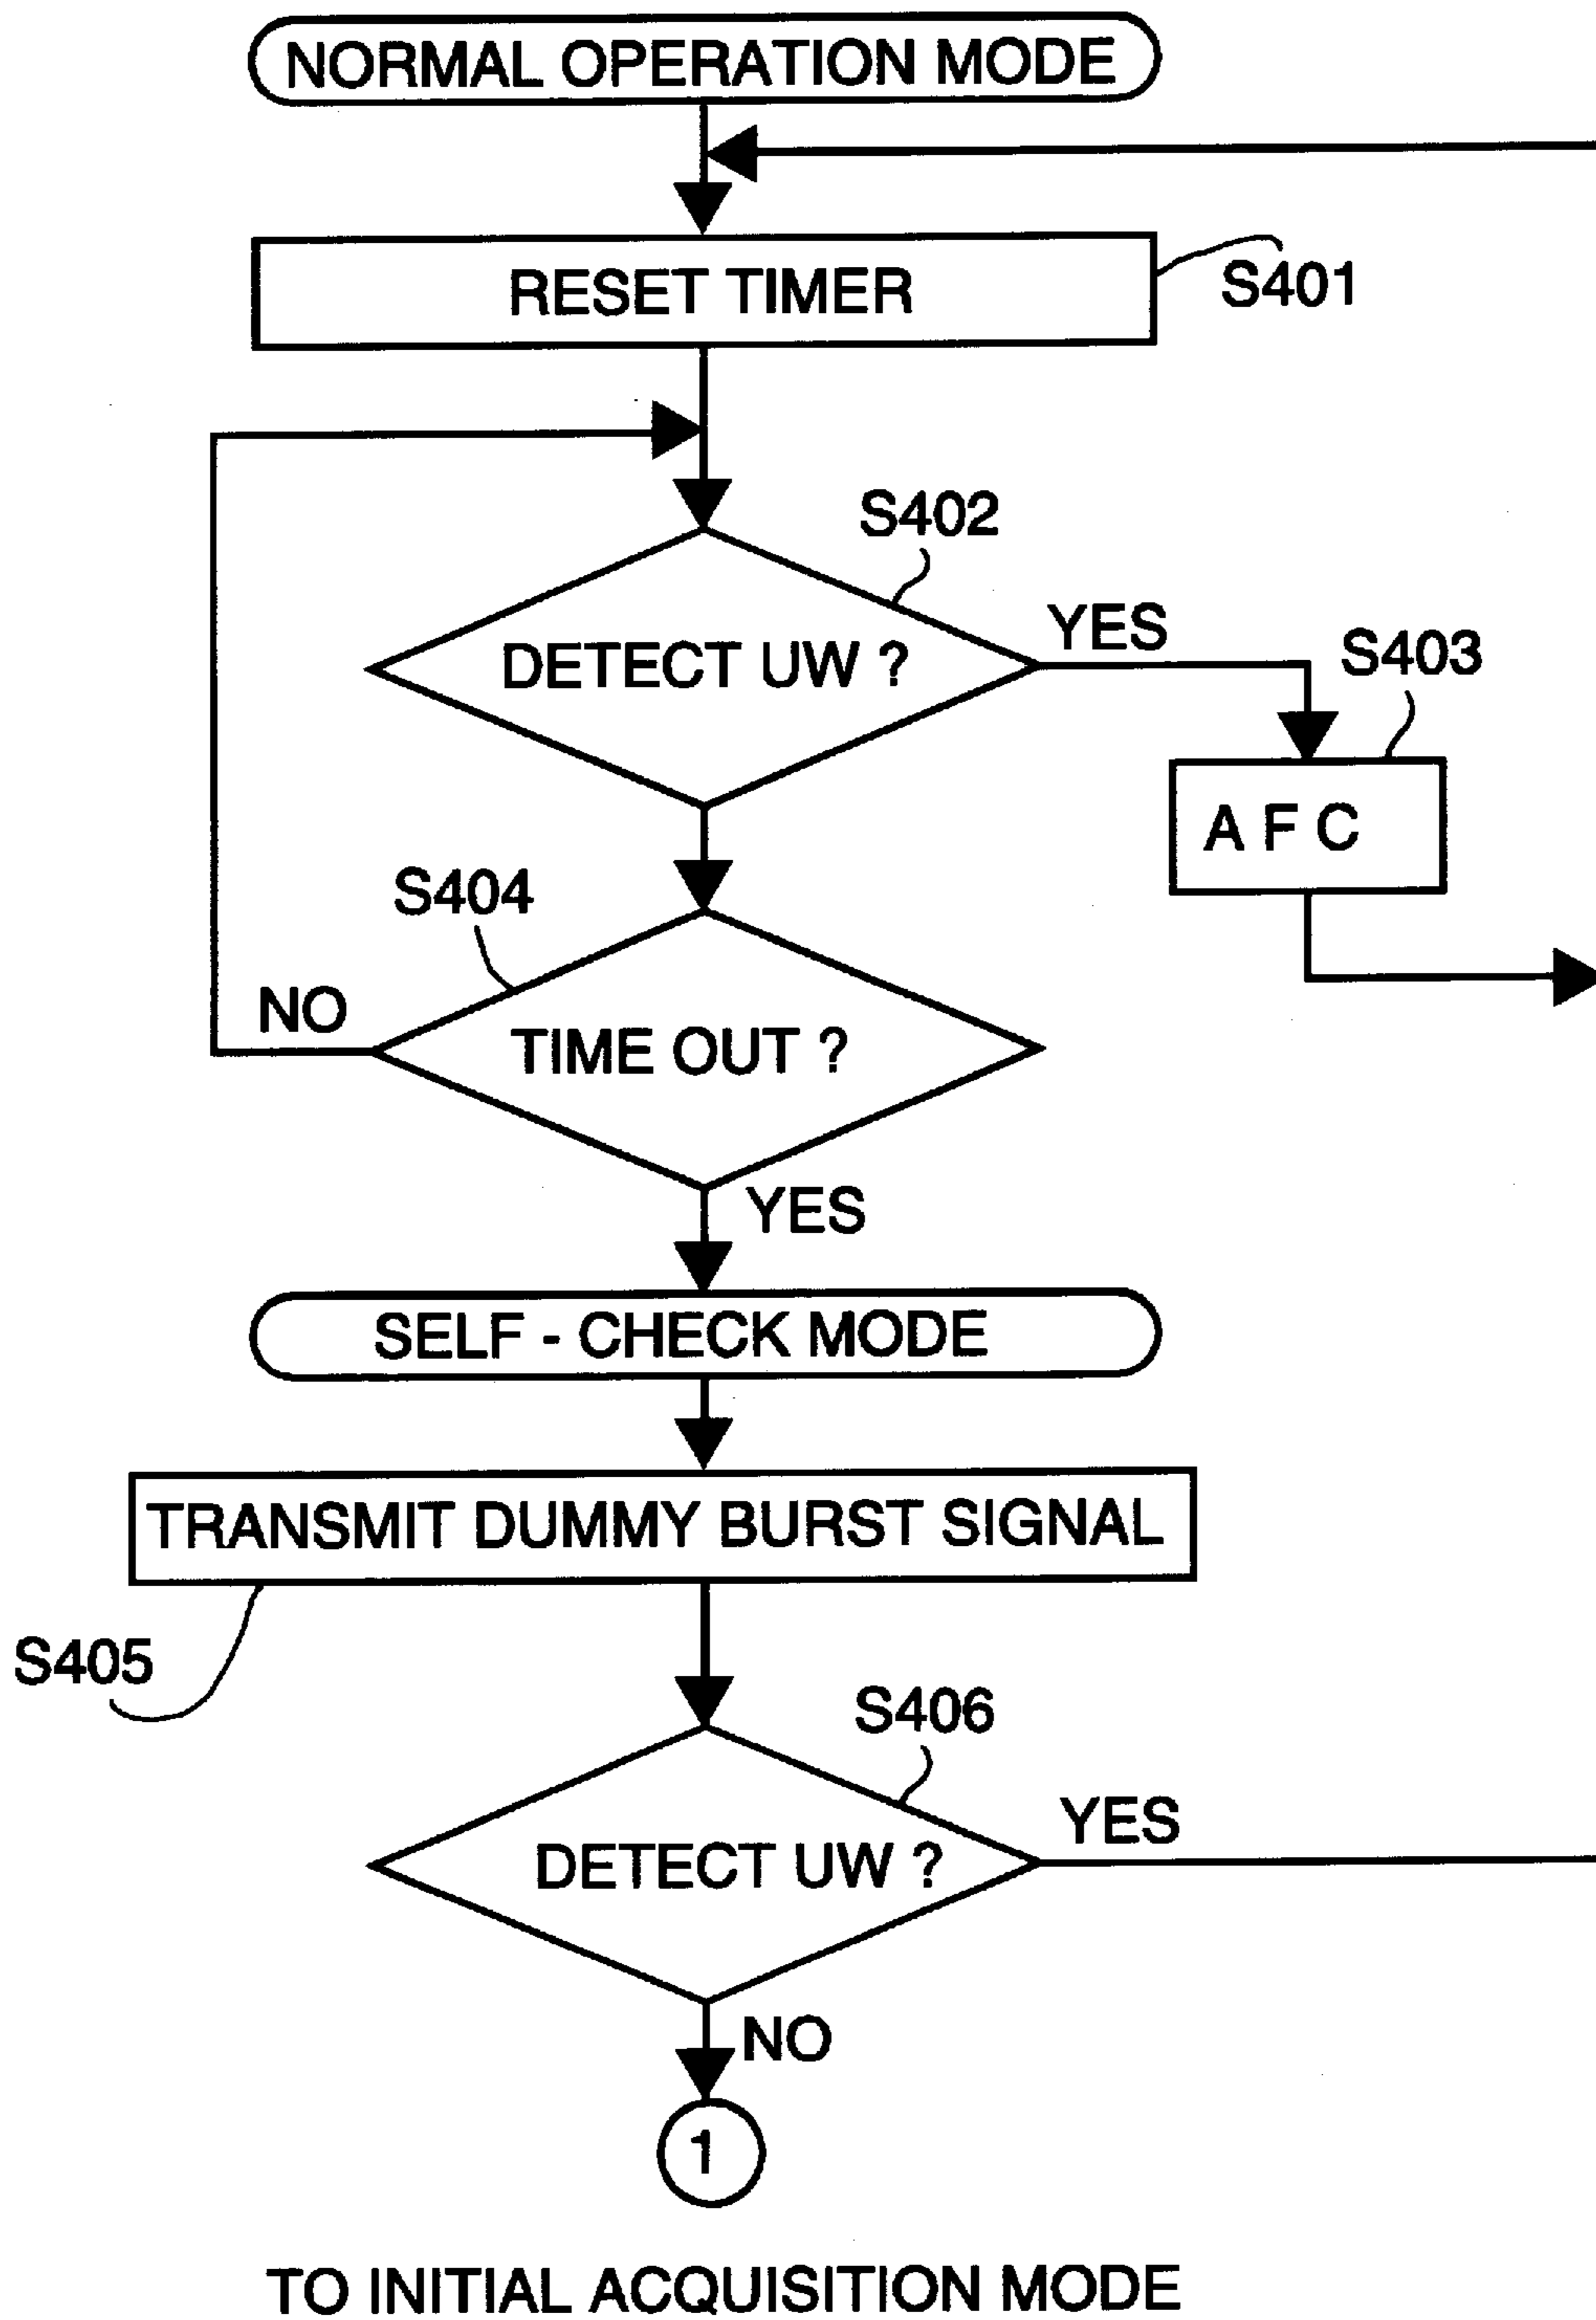 NORMAL OPERATION MODE
RESET TIMER
S401
S402
DETECT UW ?
YES
S403
A F C
S404
NO
TIME OUT ?
YES
SELF - CHECK MODE
TRANSMIT DUMMY BURST SIGNAL
S405
S406
DETECT UW ?
YES
NO
1
TO INITIAL ACQUISITION MODE